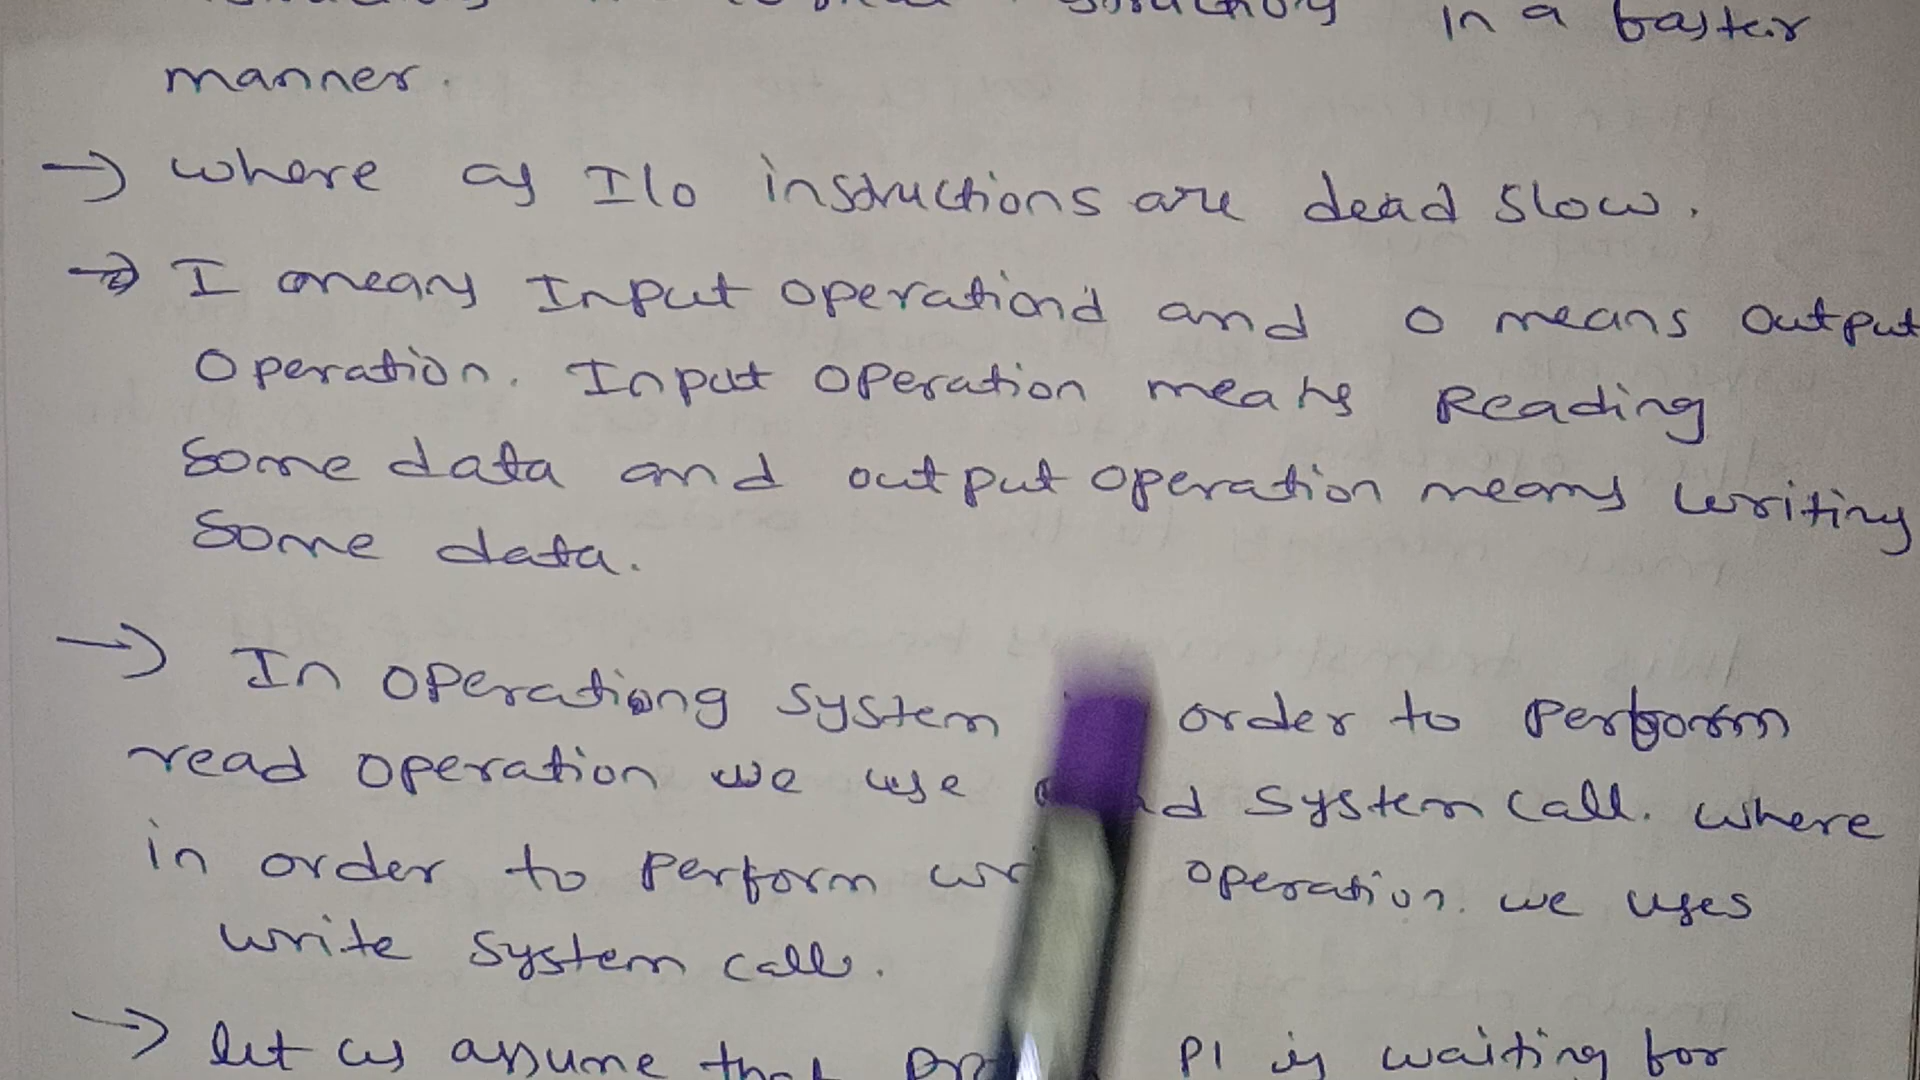 in a faster
manner.
→ where as I/o instructions are dead slow.
→ I means Input operationd and o means output
operation. Input operation means Reading
some data and output operation means writing
some data.
→ In operationg system order to perform
read operation we use system call. where
in order to perform operation. we uses
write system call.
→ let us assume that P1 is waiting for